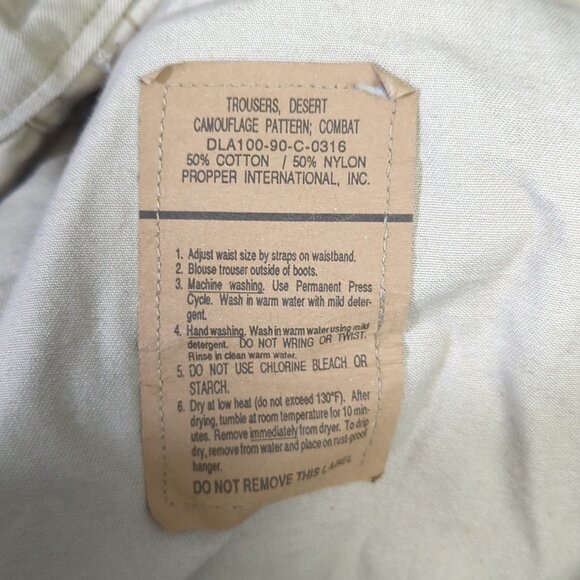 TROUSERS, DESERT
CAMOUFLAGE PATTERN; COMBAT
DLA100-90-C-0316
50% COTTON / 50% NYLON
PROPPER INTERNATIONAL, INC.
1. Adjust waist size by straps on waistband.
2. Blouse trouser outside of boots.
3. Machine washing. Use Permanent Press
Cycle. Wash in warm water with mild deter-
gent.
4. Hand washing. Wash in warm water using mild
detergent. DO NOT WRING OR TWIST.
Rinse in clean warm water.
5. DO NOT USE CHLORINE BLEACH OR
STARCH.
6. Dry at low heat (do not exceed 130°F). After
drying, tumble at room temperature for 10 min-
utes. Remove immediately from dryer. To drip
dry, remove from water and place on rust-proof
hanger.
DO NOT REMOVE THIS LABEL